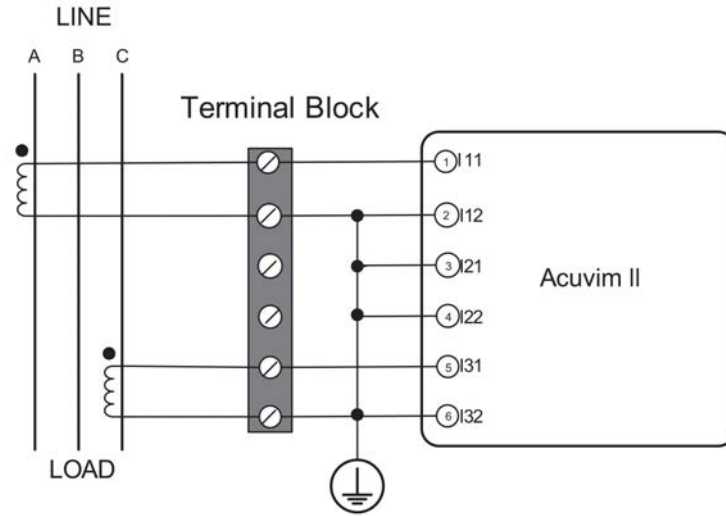 LINE
A B C
Terminal Block
1 I11
2 I12
3 I21
4 I22
5 I31
6 I32
Acuvim II
LOAD